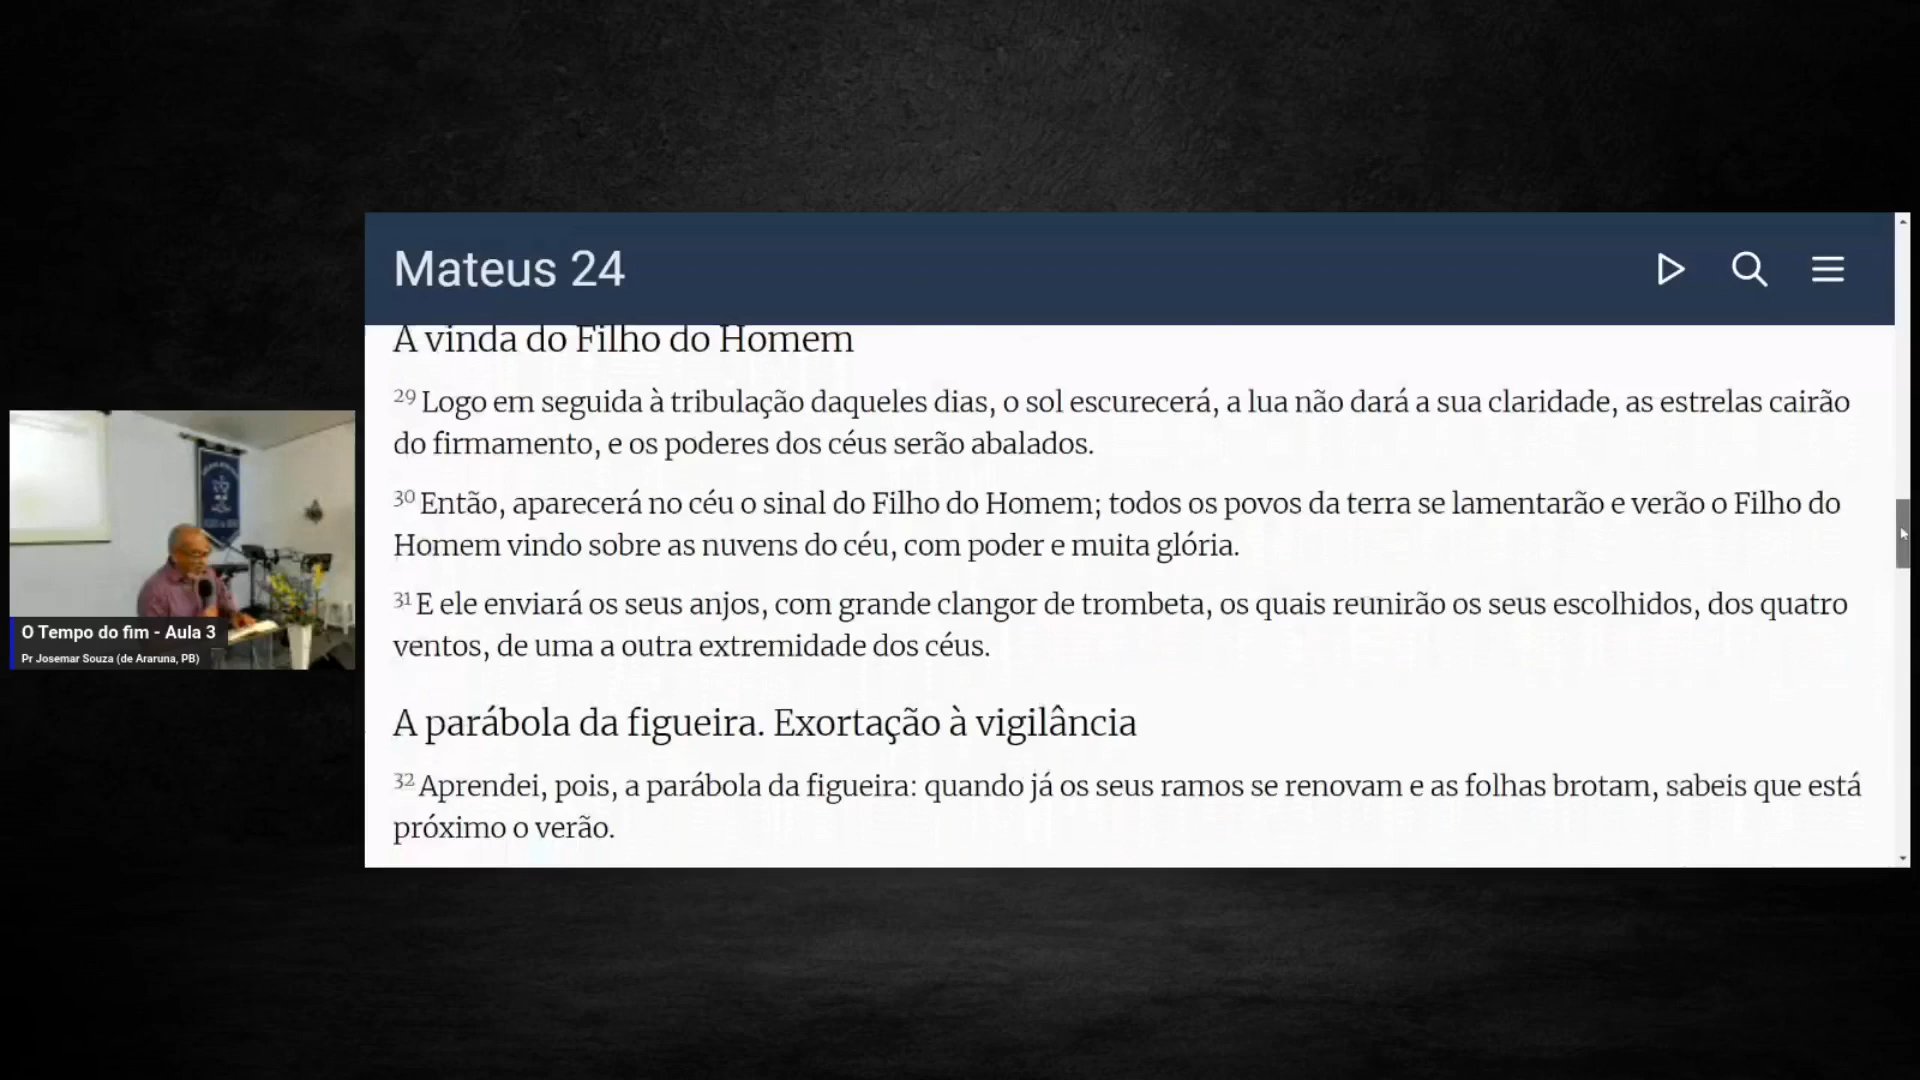 Mateus 24
A vinda do Filho do Homem
29 Logo em seguida à tribulação daqueles dias, o sol escurecerá, a lua não dará a sua claridade, as estrelas cairão
do firmamento, e os poderes dos céus serão abalados.
30 Então, aparecerá no céu o sinal do Filho do Homem; todos os povos da terra se lamentarão e verão o Filho do
Homem vindo sobre as nuvens do céu, com poder e muita glória.
31 E ele enviará os seus anjos, com grande clangor de trombeta, os quais reunirão os seus escolhidos, dos quatro
ventos, de uma a outra extremidade dos céus.
A parábola da figueira. Exortação à vigilância
32 Aprendei, pois, a parábola da figueira: quando já os seus ramos se renovam e as folhas brotam, sabeis que está
próximo o verão.
O Tempo do fim - Aula 3
Pr Josemar Souza (de Araruna, PB)